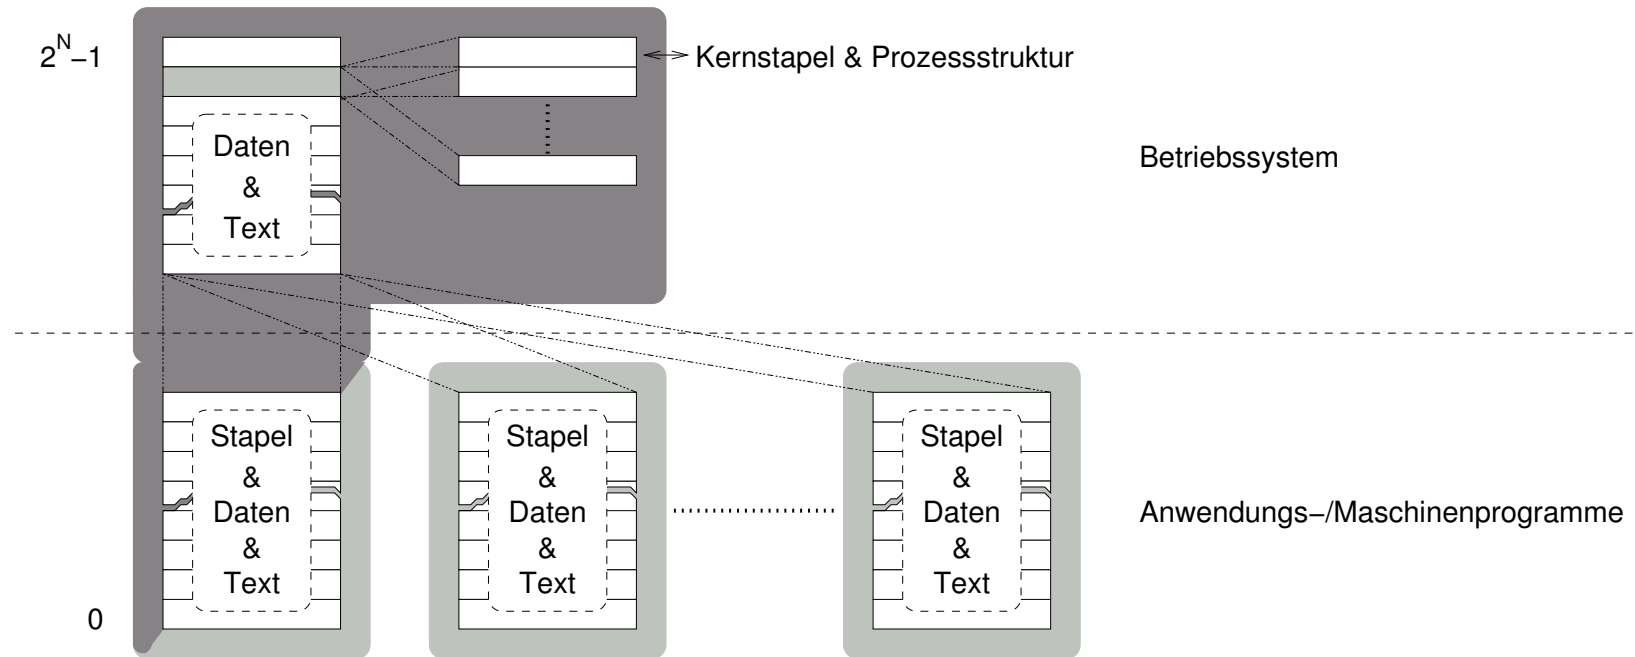 2^N−1
Kernstapel & Prozessstruktur
Daten
&
Text
Betriebssystem
Stapel
&
Daten
&
Text
Stapel
&
Daten
&
Text
Stapel
&
Daten
&
Text
Anwendungs−/Maschinenprogramme
0